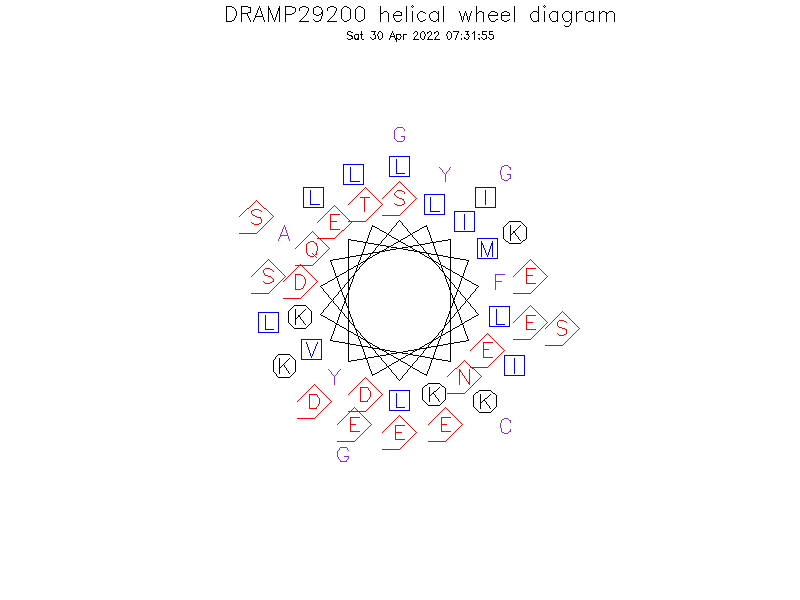 DRAMP29200 helical wheel diagram
Sat 30 Apr 2022 07:31:55
G
L L L Y G
L E T S L I I
S A K
Q M
S D F E
L K L E S
K V E I
Y N
D D L K K
E E E C
G